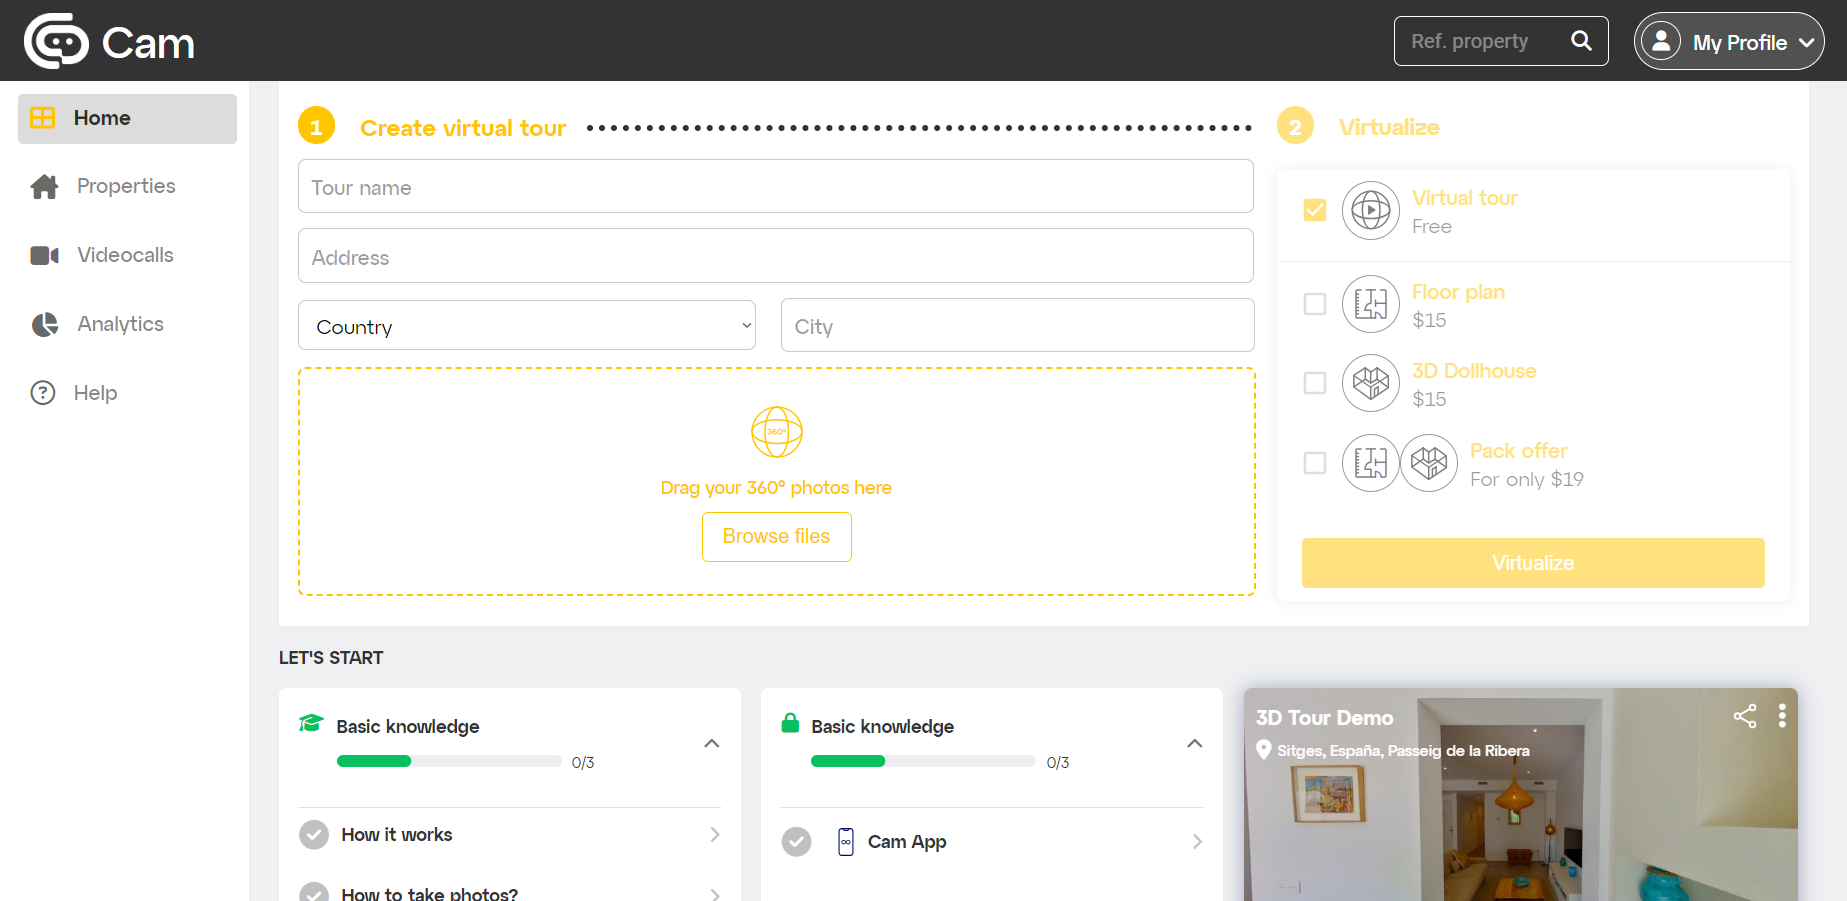 Cam
Ref. property
My Profile
Home
Properties
Videocalls
Analytics
Help
1
Create virtual tour
Tour name
Address
Country
City
360°
Drag your 360° photos here
Browse files
2
Virtualize
Virtual tour
Free
Floor plan
$15
3D Dollhouse
$15
Pack offer
For only $19
Virtualize
LET'S START
Basic knowledge
0/3
How it works
How to take photos?
Basic knowledge
0/3
Cam App
3D Tour Demo
Sitges, España, Passeig de la Ribera